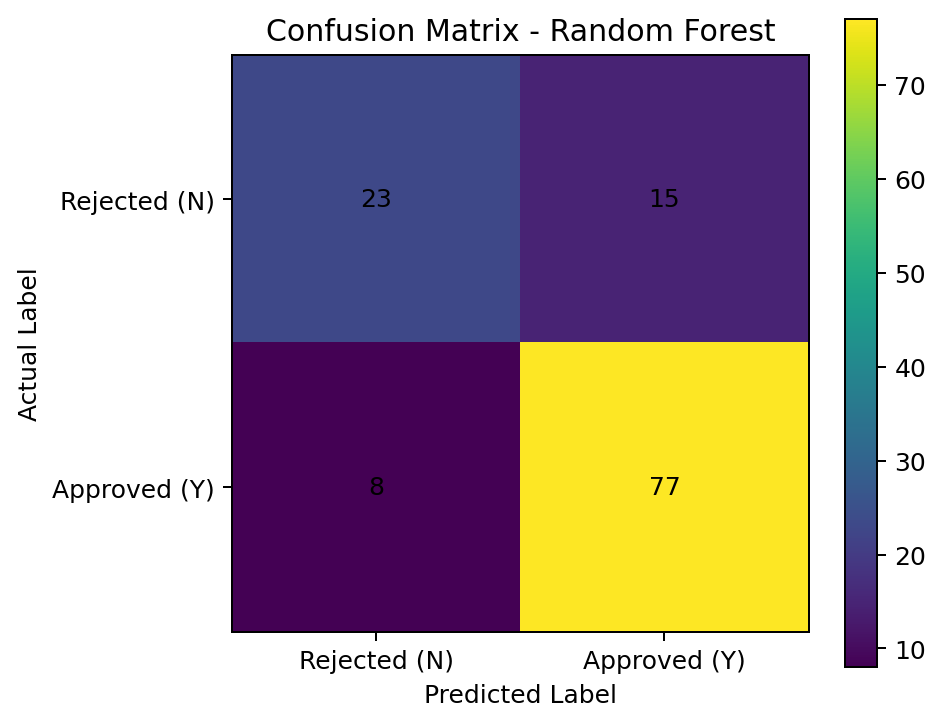 Confusion Matrix - Random Forest
Actual Label
Rejected (N)
23
15
Approved (Y)
8
77
Rejected (N)
Approved (Y)
Predicted Label
70
60
50
40
30
20
10